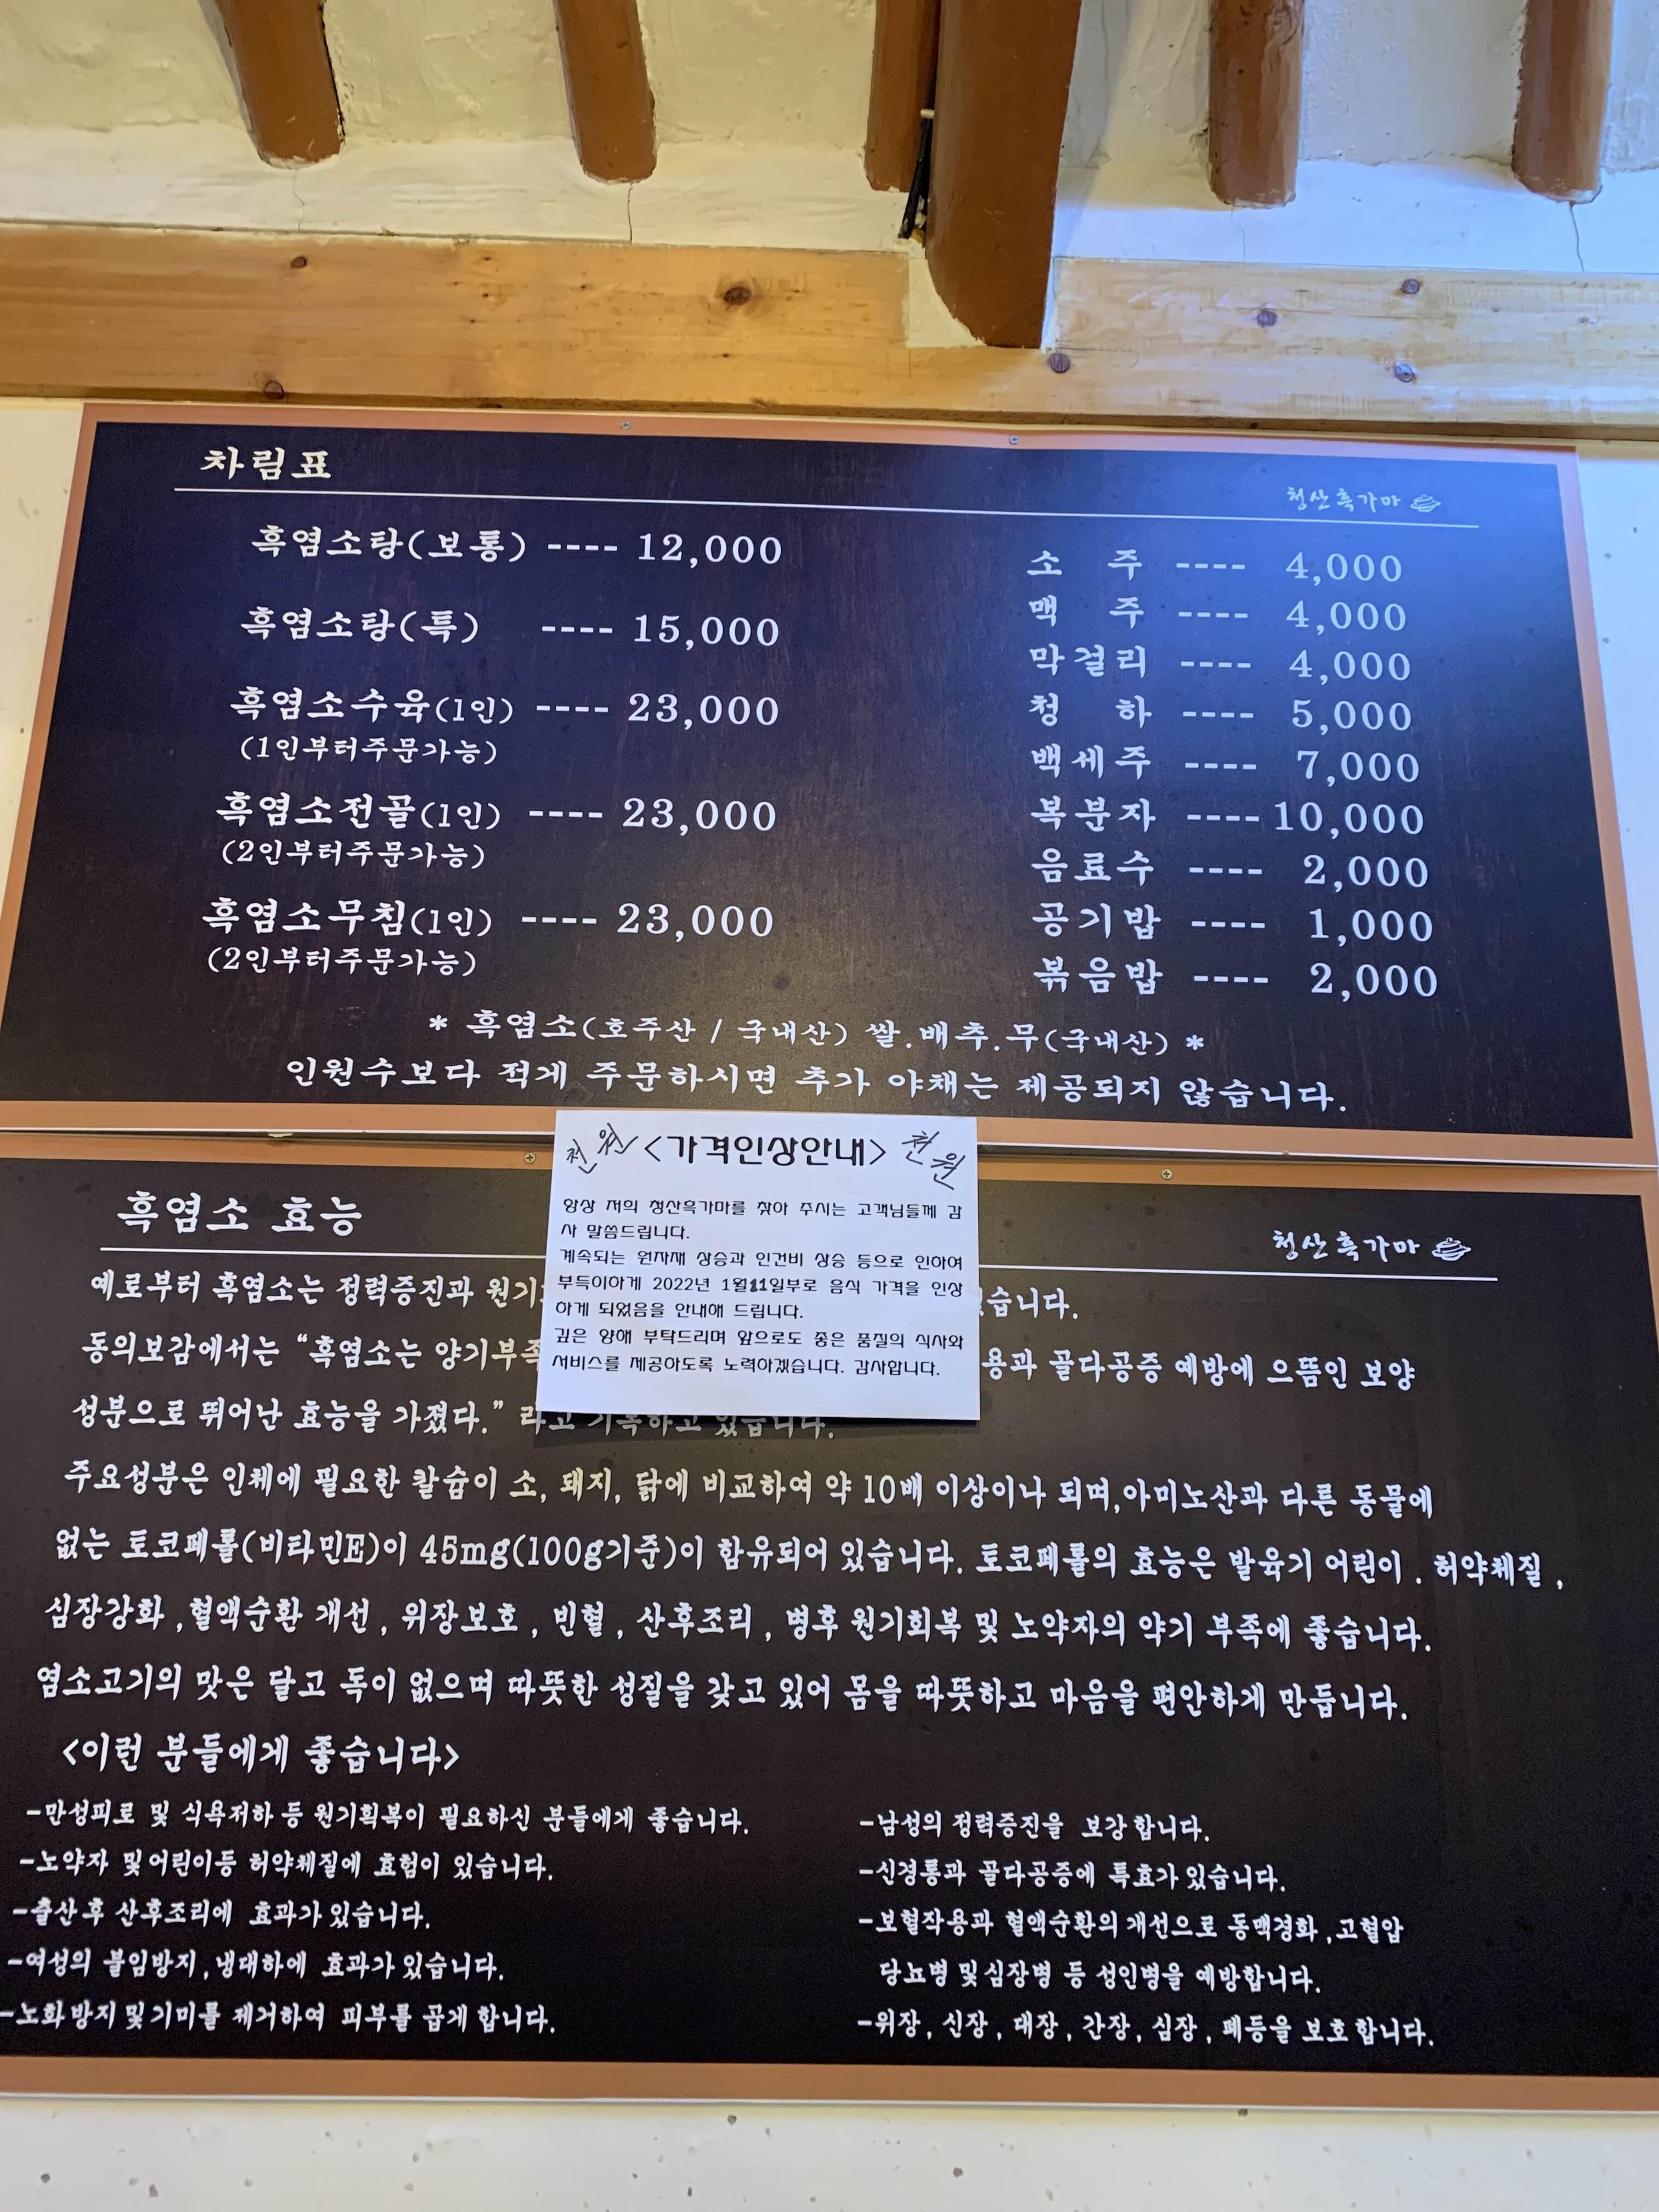 차림표
청산흑가마
흑염소탕(보통) ---- 12,000
흑염소탕(특) ---- 15,000
흑염소수육(1인) ---- 23,000
(1인부터주문가능)
흑염소전골(1인) ---- 23,000
(2인부터주문가능)
흑염소무침(1인) ---- 23,000
(2인부터주문가능)
소 주 ---- 4,000
맥 주 ---- 4,000
막걸리 ---- 4,000
청 하 ---- 5,000
백세주 ---- 7,000
복분자 ---- 10,000
음료수 ---- 2,000
공기밥 ---- 1,000
볶음밥 ---- 2,000
* 흑염소(호주산 / 국내산) 쌀.배추.무(국내산) *
인원수보다 적게 주문하시면 추가 야채는 제공되지 않습니다.
천원 <가격인상안내> 천원
항상 저희 청산흑가마를 찾아 주시는 고객님들께 감
사 말씀드립니다.
계속되는 원자재 상승과 인건비 상승 등으로 인하여
부득이하게 2022년 1월11일부로 음식 가격을 인상
하게 되었음을 안내해 드립니다.
깊은 양해 부탁드리며 앞으로도 좋은 품질의 식사와
서비스를 제공하도록 노력하겠습니다. 감사합니다.
흑염소 효능
청산흑가마
예로부터 흑염소는 정력증진과 원기 습니다.
동의보감에서는 “흑염소는 양기부족 용과 골다공증 예방에 으뜸인 보양
성분으로 뛰어난 효능을 가졌다.” 라고 기록하고 있습니다.
주요성분은 인체에 필요한 칼슘이 소, 돼지, 닭에 비교하여 약 10배 이상이나 되며,아미노산과 다른 동물에
없는 토코페롤(비타민E)이 45mg(100g기준)이 함유되어 있습니다. 토코페롤의 효능은 발육기 어린이 . 허약체질 ,
심장강화 ,혈액순환 개선 , 위장보호 , 빈혈 , 산후조리 , 병후 원기회복 및 노약자의 약기 부족에 좋습니다.
염소고기의 맛은 달고 독이 없으며 따뜻한 성질을 갖고 있어 몸을 따뜻하고 마음을 편안하게 만듭니다.
<이런 분들에게 좋습니다>
-만성피로 및 식욕저하 등 원기획복이 필요하신 분들에게 좋습니다.
-노약자 및어린이등 허약체질에 효험이 있습니다.
-출산후 산후조리에 효과가있습니다.
-여성의 불임방지,냉대하에 효과가있습니다.
-노화방지및기미를 제거하여 피부를 곱게합니다.
-남성의 정력증진을 보강합니다.
-신경통과 골다공증에 특효가있습니다.
-보혈작용과 혈액순환의개선으로 동맥경화,고혈압
당뇨병 및심장병 등 성인병을 예방합니다.
-위장, 신장, 대장, 간장, 심장, 폐등을 보호합니다.